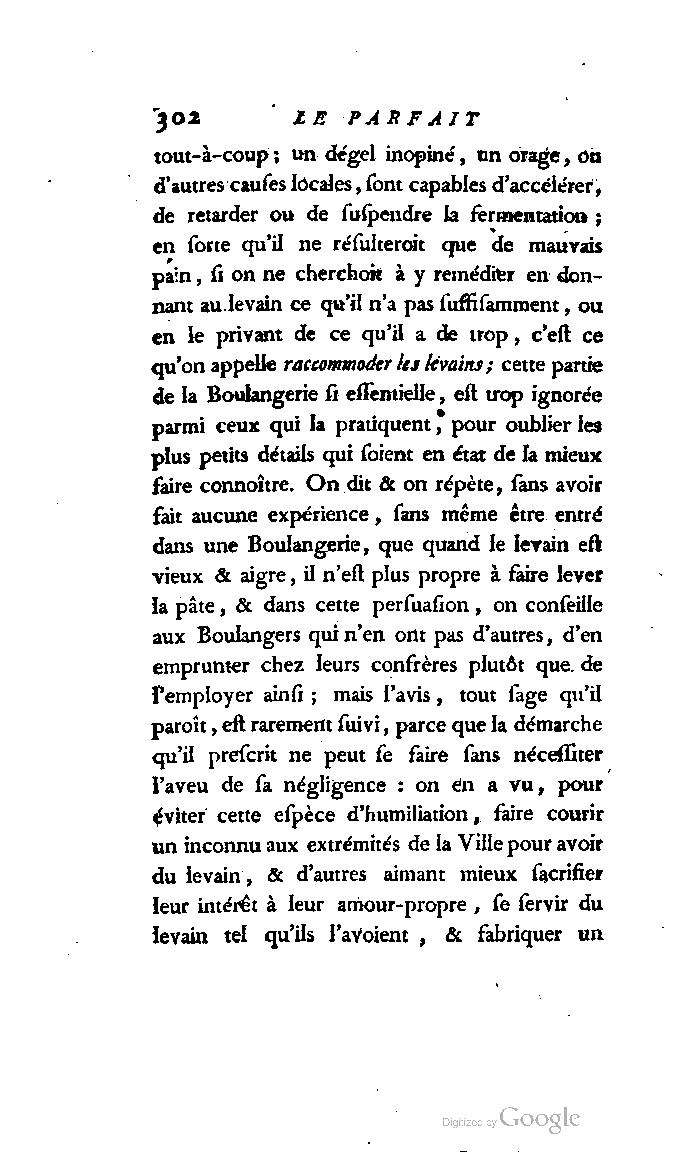 302 LE PARFAIT
tout-à-coup ; un dégel inopiné, un orage, ou
d'autres cauſes locales, ſont capables d'accélérer,
de retarder ou de ſuſpendre la fermentation ;
en ſorte qu'il ne réſulteroit que de mauvais
pain, ſi on ne cherchoit à y remédier en don-
nant au levain ce qu'il n'a pas ſuffiſamment, ou
en le privant de ce qu'il a de trop, c'eſt ce
qu'on appelle raccommoder les lévains ; cette partie
de la Boulangerie ſi eſſentielle, eſt trop ignorée
parmi ceux qui la pratiquent, pour oublier les
plus petits détails qui ſoient en état de la mieux
faire connoître. On dit & on répète, ſans avoir
fait aucune expérience, ſans même être entré
dans une Boulangerie, que quand le levain eſt
vieux & aigre, il n'eſt plus propre à faire lever
la pâte, & dans cette perſuaſion, on conſeille
aux Boulangers qui n'en ont pas d'autres, d'en
emprunter chez leurs confrères plutôt que de
l'employer ainſi ; mais l'avis, tout ſage qu'il
paroît, eſt rarement ſuivi, parce que la démarche
qu'il preſcrit ne peut ſe faire ſans néceſſiter
l'aveu de ſa négligence : on en a vu, pour
éviter cette eſpèce d'humiliation, faire courir
un inconnu aux extrémités de la Ville pour avoir
du levain, & d'autres aimant mieux ſacrifier
leur intérêt à leur amour-propre, ſe ſervir du
levain tel qu'ils l'avoient, & fabriquer un
Digitized by Google